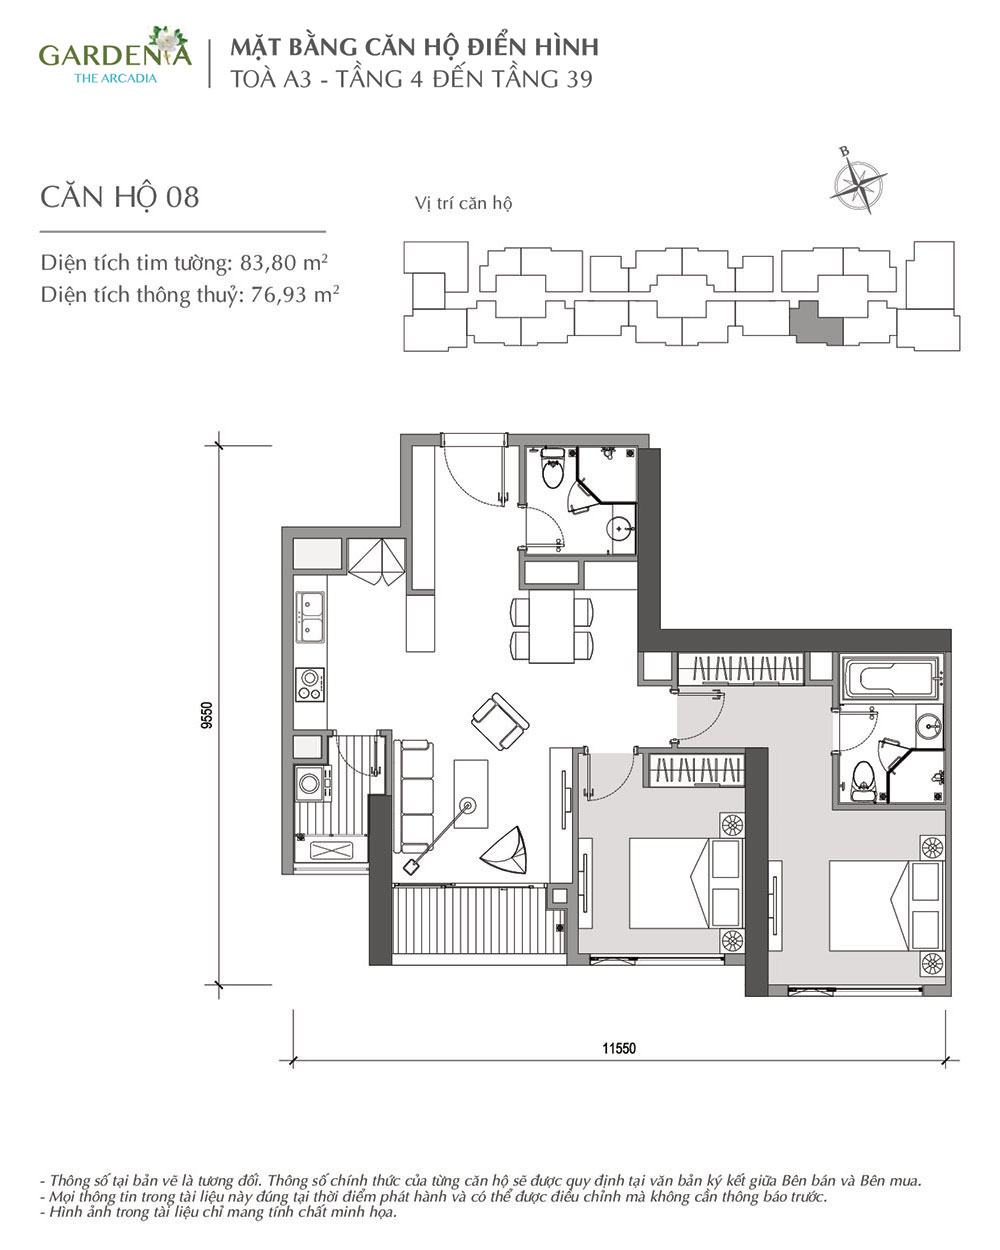 GARDENIA
THE ARCADIA
MẶT BẰNG CĂN HỘ ĐIỂN HÌNH
TOÀ A3 - TẦNG 4 ĐẾN TẦNG 39
B
CĂN HỘ 08
Vị trí căn hộ
Diện tích tim tường: 83,80 m²
Diện tích thông thuỷ: 76,93 m²
9550
11550
- Thông số tại bản vẽ là tương đối. Thông số chính thức của từng căn hộ sẽ được quy định tại văn bản ký kết giữa Bên bán và Bên mua.
- Mọi thông tin trong tài liệu này đúng tại thời điểm phát hành và có thể được điều chỉnh mà không cần thông báo trước.
- Hình ảnh trong tài liệu chỉ mang tính chất minh họa.